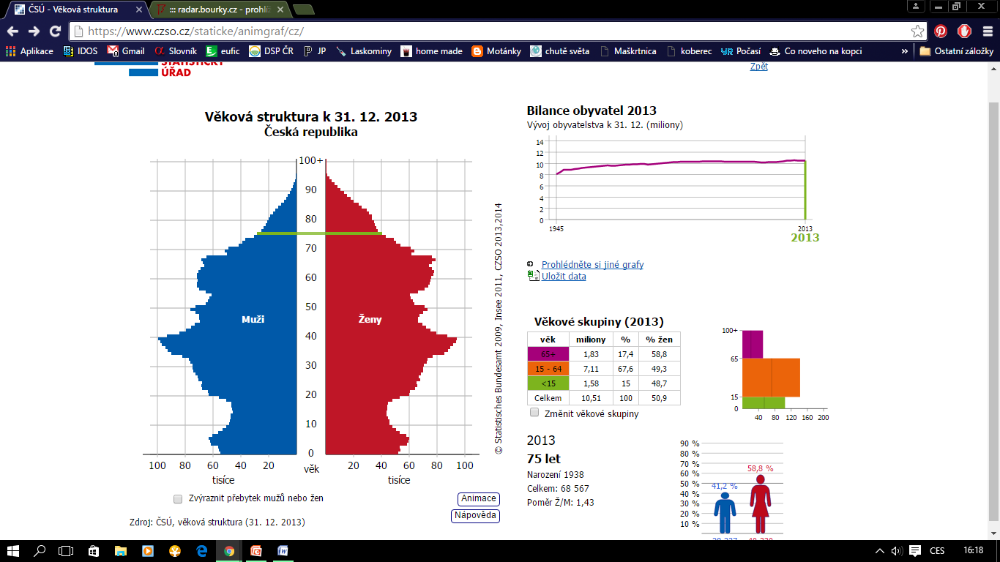 ČSÚ - Věková struktura
::: radar.bourky.cz - prohlíž
https://www.czso.cz/staticke/animgraf/cz/
Aplikace IDOS Gmail Slovník eufic DSP ČR JP Laskominy home made Motánky chutě světa Maškrtnica koberec Počasí Co noveho na kopci » Ostatní záložky
STATISTICKÝ
ÚŘAD
Zpět
Věková struktura k 31. 12. 2013
Česká republika
100+
90
80
70
60
50
40
30
20
10
0
Muži
Ženy
100 80 60 40 20 věk 20 40 60 80 100
tisíce tisíce
© Statistisches Bundesamt 2009, Insee 2011, CZSO 2013,2014
Zvýraznit přebytek mužů nebo žen
Animace
Nápověda
Zdroj: ČSÚ, věková struktura (31. 12. 2013)
Bilance obyvatel 2013
Vývoj obyvatelstva k 31. 12. (miliony)
14
12
10
8
6
4
2
0
1945 2013
2013
Prohlédněte si jiné grafy
Uložit data
Věkové skupiny (2013)
věk miliony % % žen
65+ 1,83 17,4 58,8
15 - 64 7,11 67,6 49,3
<15 1,58 15 48,7
Celkem 10,51 100 50,9
Změnit věkové skupiny
100+
65
15
0
40 80 120 160 200
2013
75 let
Narození 1938
Celkem: 68 567
Poměr Ž/M: 1,43
90 %
80 %
70 %
60 %
50 %
40 %
30 %
20 %
10 %
58,8 %
41,2 %
CES 16:18